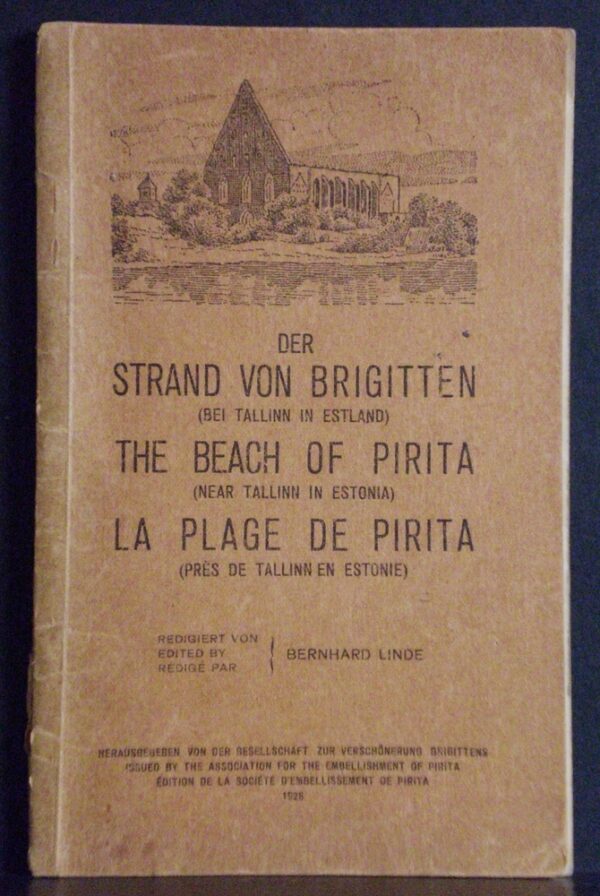 DER
STRAND VON BRIGITTEN
(BEI TALLINN IN ESTLAND)
THE BEACH OF PIRITA
(NEAR TALLINN IN ESTONIA)
LA PLAGE DE PIRITA
(PRÈS DE TALLINN EN ESTONIE)
REDIGIERT VON
EDITED BY
RÉDIGÉ PAR
BERNHARD LINDE
HERAUSGEGEBEN VON DER GESELLSCHAFT ZUR VERSCHÖNERUNG BRIGITTENS
ISSUED BY THE ASSOCIATION FOR THE EMBELLISHMENT OF PIRITA
ÉDITION DE LA SOCIÉTÉ D'EMBELLISSEMENT DE PIRITA
1928